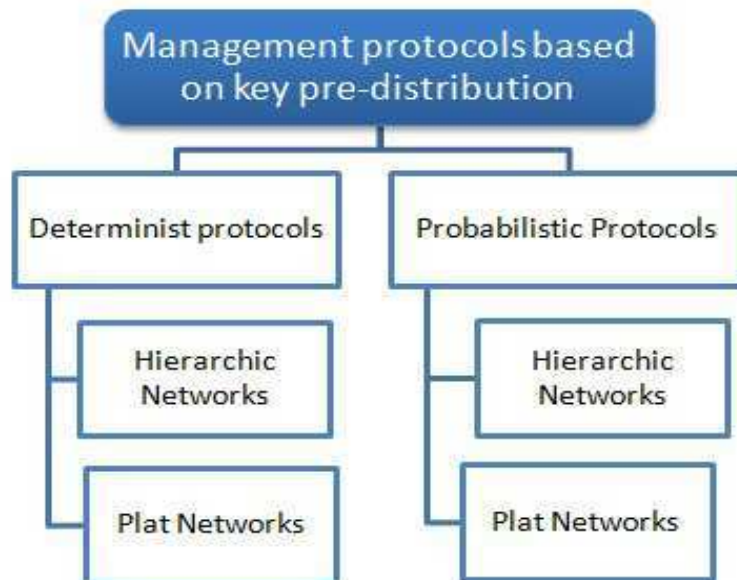 Management protocols based
on key pre-distribution
Determinist protocols
Probabilistic Protocols
Hierarchic
Networks
Hierarchic
Networks
Plat Networks
Plat Networks